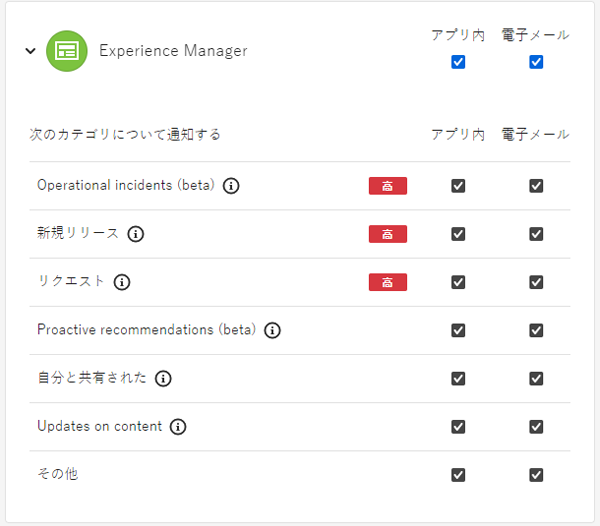 Experience Manager アプリ内 電子メール
次のカテゴリについて通知する アプリ内 電子メール
Operational incidents (beta) 高
新規リリース 高
リクエスト 高
Proactive recommendations (beta)
自分と共有された
Updates on content
その他